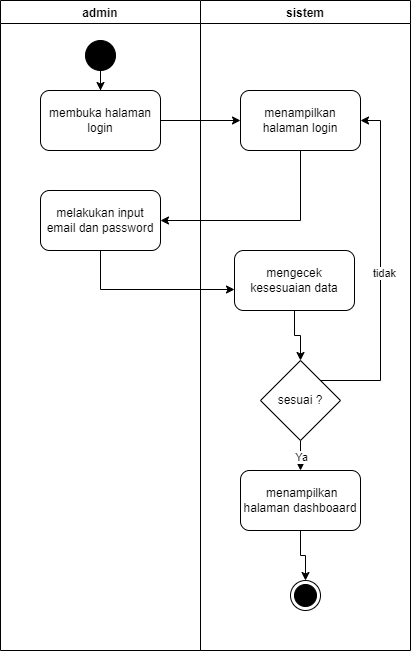 admin
sistem
membuka halaman
login
menampilkan
halaman login
melakukan input
email dan password
mengecek
kesesuaian data
tidak
sesuai ?
Ya
menampilkan
halaman dashboaard